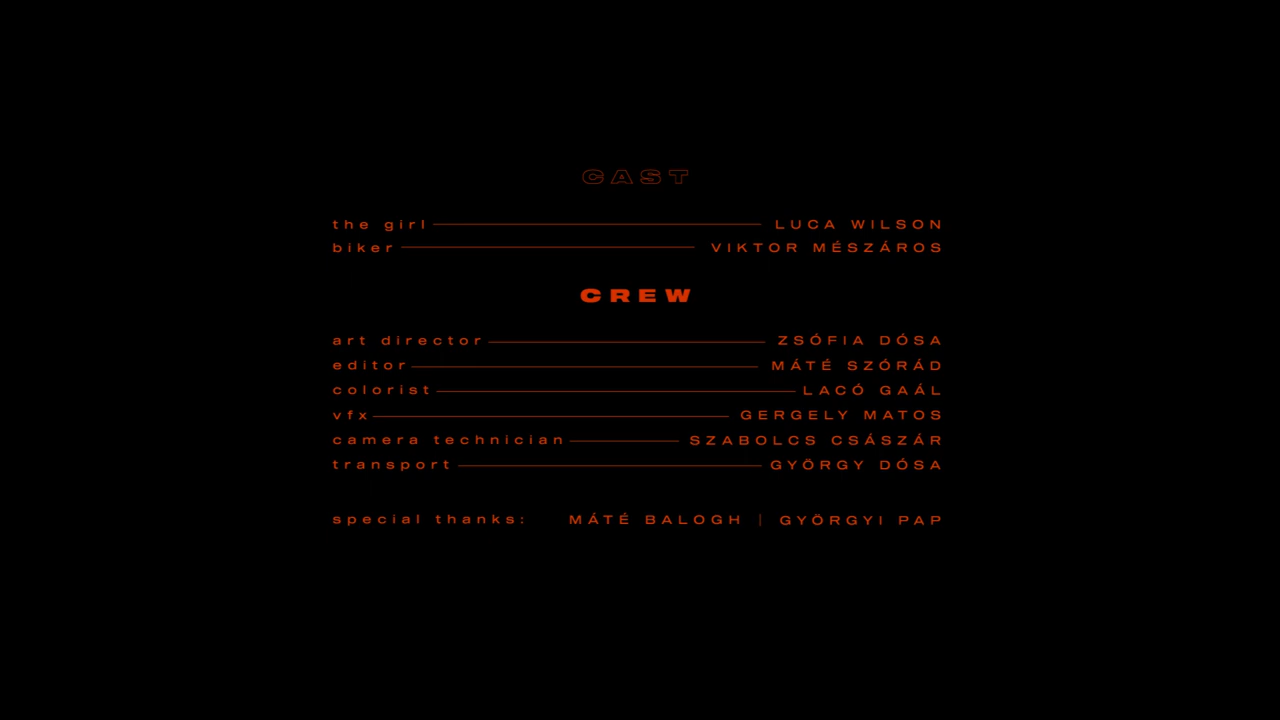 CAST
the girl LUCA WILSON
biker VIKTOR MÉSZÁROS
CREW
art director ZSÓFIA DÓSA
editor MÁTÉ SZÓRÁD
colorist LACÓ GAÁL
vfx GERGELY MATOS
camera technician SZABOLCS CSÁSZÁR
transport GYÖRGY DÓSA
special thanks: MÁTÉ BALOGH | GYÖRGYI PAP